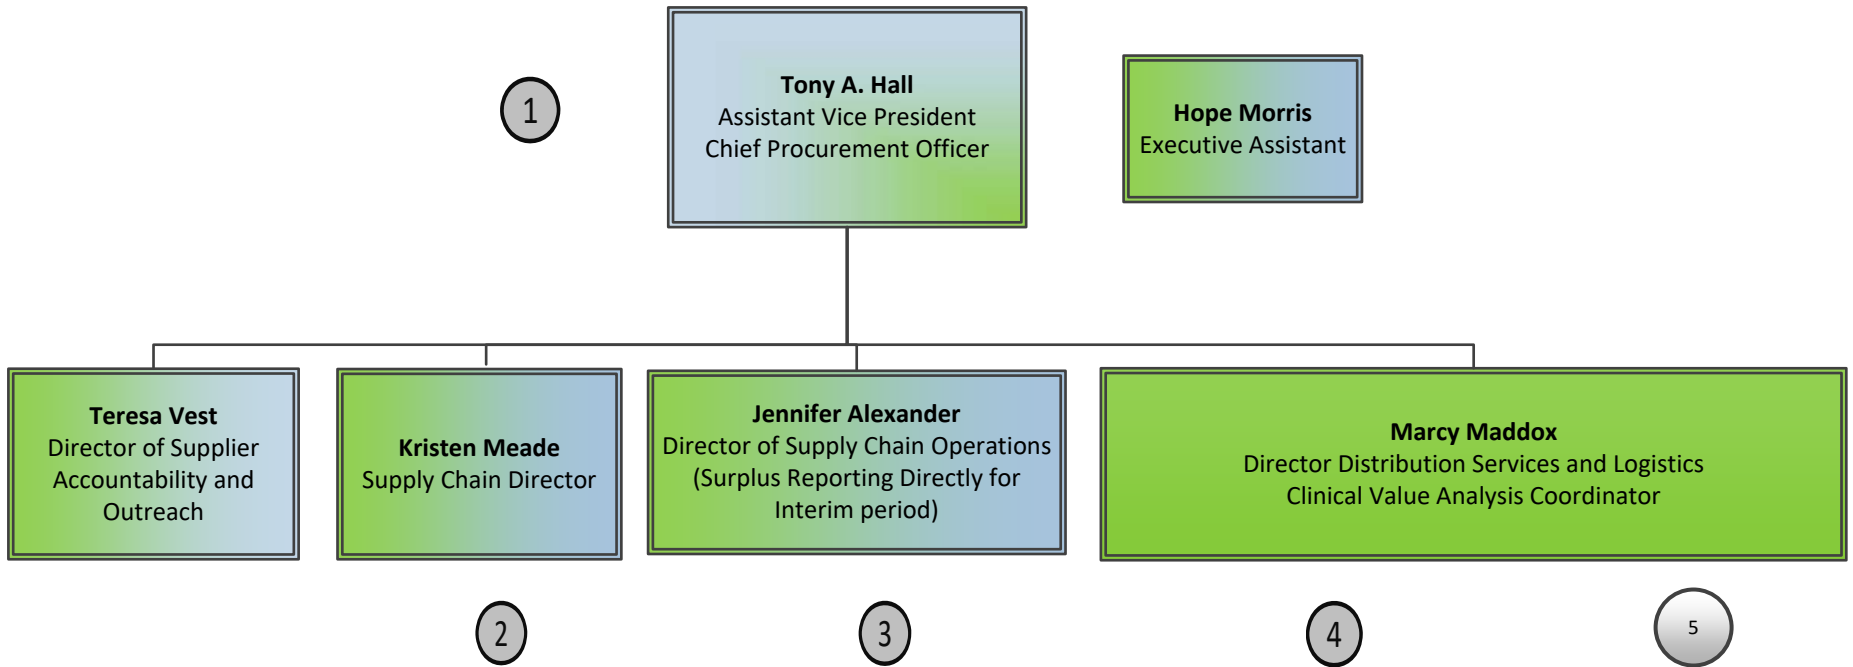 1
Tony A. Hall
Assistant Vice President
Chief Procurement Officer
Hope Morris
Executive Assistant
Teresa Vest
Director of Supplier
Accountability and
Outreach
Kristen Meade
Supply Chain Director
Jennifer Alexander
Director of Supply Chain Operations
(Surplus Reporting Directly for
Interim period)
Marcy Maddox
Director Distribution Services and Logistics
Clinical Value Analysis Coordinator
2
3
4
5